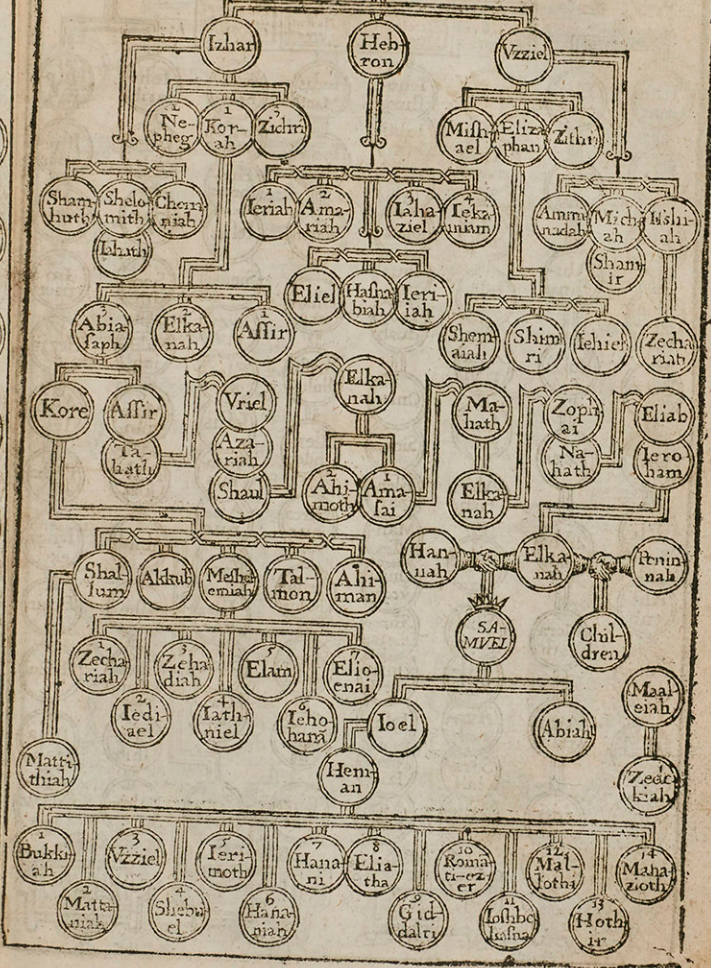 Izhar
Heb
ron
Vzziel
1
Ne-
pheg
1
Kor-
ah
3
Zichri
Miſh
ael
Eliza
phan
Zithri
Sham
huth
Shelo
mith
Chen
niah
Iahath
1
Ieriah
2
Ama-
riah
3
Iaha-
ziel
4
Ieka
miam
Ammi
nadab
Mich
ah
Iſshi-
ah
Sham
ir
Eliel
Haſha
biah
Ieri-
iah
3
Abia-
ſaph
2
Elka-
nah
1
Aſſir
Shem
aiah
Shim
ri
Iehiel
Zecha
riah
Kore
Aſſir
Ta-
hath
Vriel
Aza-
riah
Shaul
Elka-
nah
2
Ahi-
moth
1
Ama-
ſai
Ma-
hath
Elka-
nah
Zoph
ai
Na-
hath
Eliab
Iero
ham
Shal-
lum
Akkub
Meſhel
emiah
Tal-
mon
Ahi-
man
Han-
nah
Elka-
nah
Penin-
nah
SA-
MVEL
Chil-
dren
1
Zecha
riah
2
Iedi-
ael
3
Zeba
diah
4
Iath-
niel
5
Elam
6
Ieho-
hanā
7
Elio-
enai
Ioel
Abiah
Maaſ-
eiah
Zede
kiah
Matti-
thiah
Hem-
an
1
Bukki-
ah
2
Matta-
niah
3
Vzziel
4
Shebu-
el
5
Ieri-
moth
6
Hana-
niah
7
Hana-
ni
8
Elia-
tha
9
Gid-
dalti
10
Roma-
ti-ez-
er
11
Ioſhbe
kaſha
12
Mal-
lothi
13
Hoth-
ir
14
Maha-
zioth